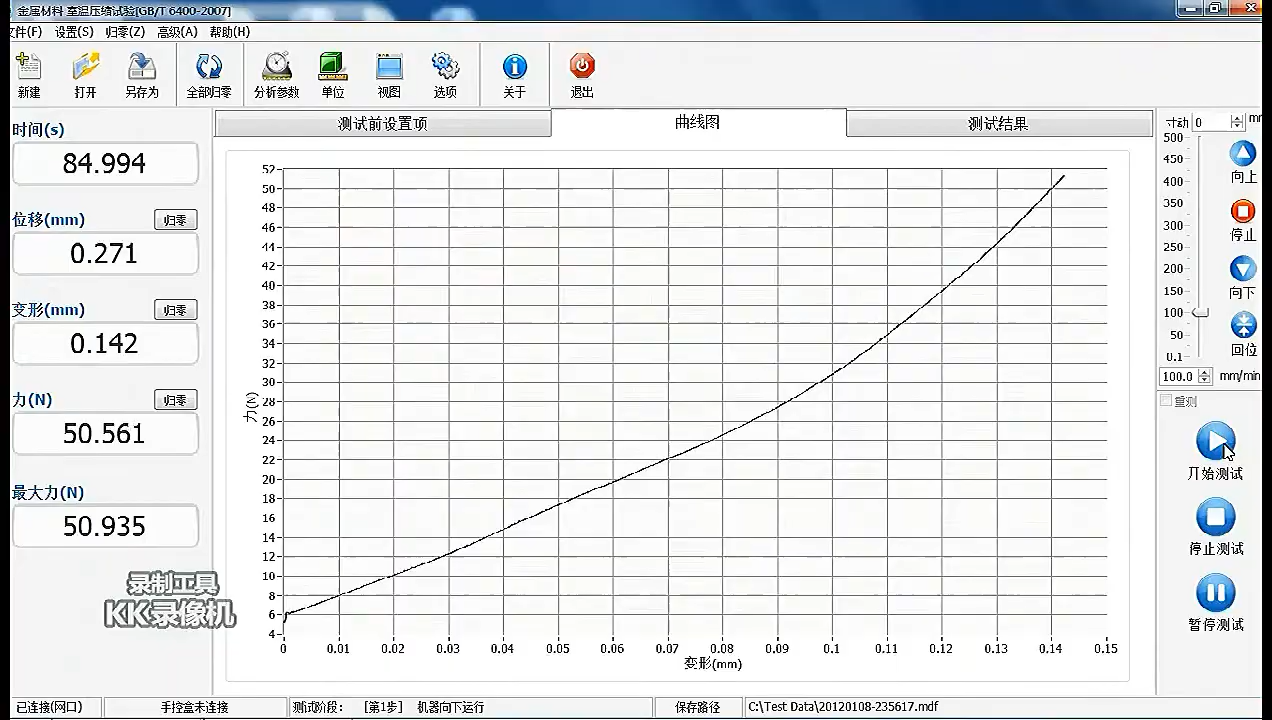 金属材料 室温压缩试验[GB/T 6400-2007]
文件(F) 设置(S) 归零(Z) 高级(A) 帮助(H)
新建 打开 另存为 全部归零 分析参数 单位 视图 选项 关于 退出
时间(s)
84.994
位移(mm) 归零
0.271
变形(mm) 归零
0.142
力(N) 归零
50.561
最大力(N)
50.935
录制工具
KK录像机
测试前设置项 曲线图 测试结果
52
50
48
46
44
42
40
38
36
34
32
30
28
26
24
22
20
18
16
14
12
10
8
6
4
力(N)
0 0.01 0.02 0.03 0.04 0.05 0.06 0.07 0.08 0.09 0.1 0.11 0.12 0.13 0.14 0.15
变形(mm)
寸动 0 mm
500
450
400
350
300
250
200
150
100
50
0.1
向上
停止
向下
回位
100.0 mm/min
重测
开始测试
停止测试
暂停测试
已连接(网口) 手控盒未连接 测试阶段: [第1步] 机器向下运行 保存路径 C:\Test Data\20120108-235617.mdf